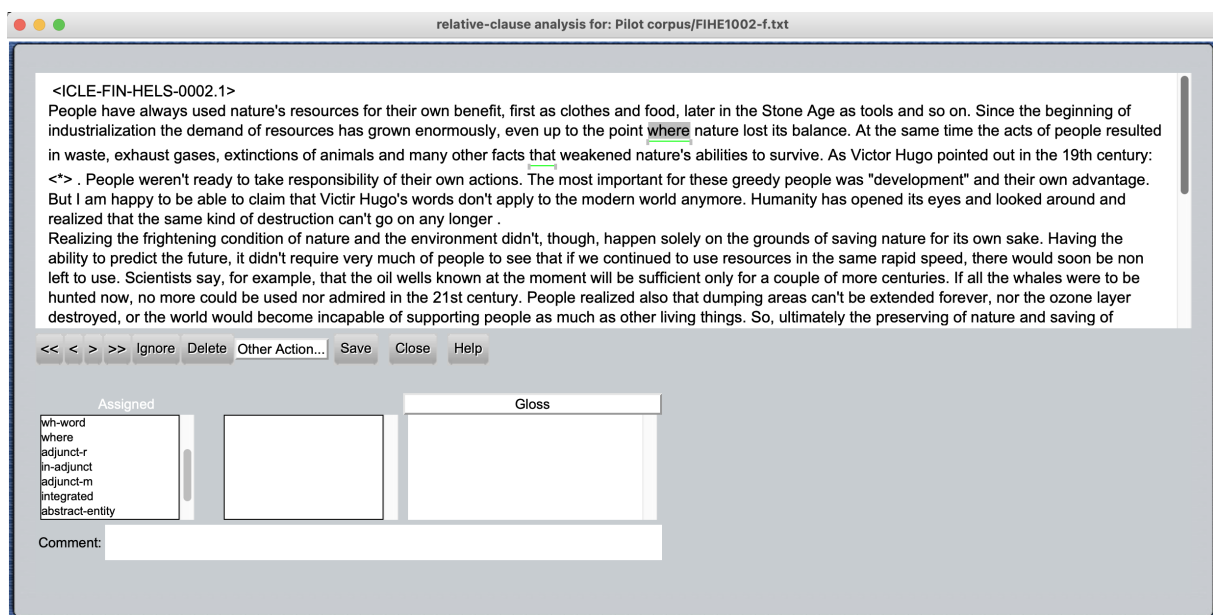 relative-clause analysis for: Pilot corpus/FIHE1002-f.txt
<ICLE-FIN-HELS-0002.1>
People have always used nature's resources for their own benefit, first as clothes and food, later in the Stone Age as tools and so on. Since the beginning of
industrialization the demand of resources has grown enormously, even up to the point where nature lost its balance. At the same time the acts of people resulted
in waste, exhaust gases, extinctions of animals and many other facts that weakened nature's abilities to survive. As Victor Hugo pointed out in the 19th century:
<*> . People weren't ready to take responsibility of their own actions. The most important for these greedy people was "development" and their own advantage.
But I am happy to be able to claim that Victir Hugo's words don't apply to the modern world anymore. Humanity has opened its eyes and looked around and
realized that the same kind of destruction can't go on any longer .
Realizing the frightening condition of nature and the environment didn't, though, happen solely on the grounds of saving nature for its own sake. Having the
ability to predict the future, it didn't require very much of people to see that if we continued to use resources in the same rapid speed, there would soon be non
left to use. Scientists say, for example, that the oil wells known at the moment will be sufficient only for a couple of more centuries. If all the whales were to be
hunted now, no more could be used nor admired in the 21st century. People realized also that dumping areas can't be extended forever, nor the ozone layer
destroyed, or the world would become incapable of supporting people as much as other living things. So, ultimately the preserving of nature and saving of
<< < > >> Ignore Delete Other Action... Save Close Help
Assigned Gloss
wh-word
where
adjunct-r
in-adjunct
adjunct-m
integrated
abstract-entity
Comment: